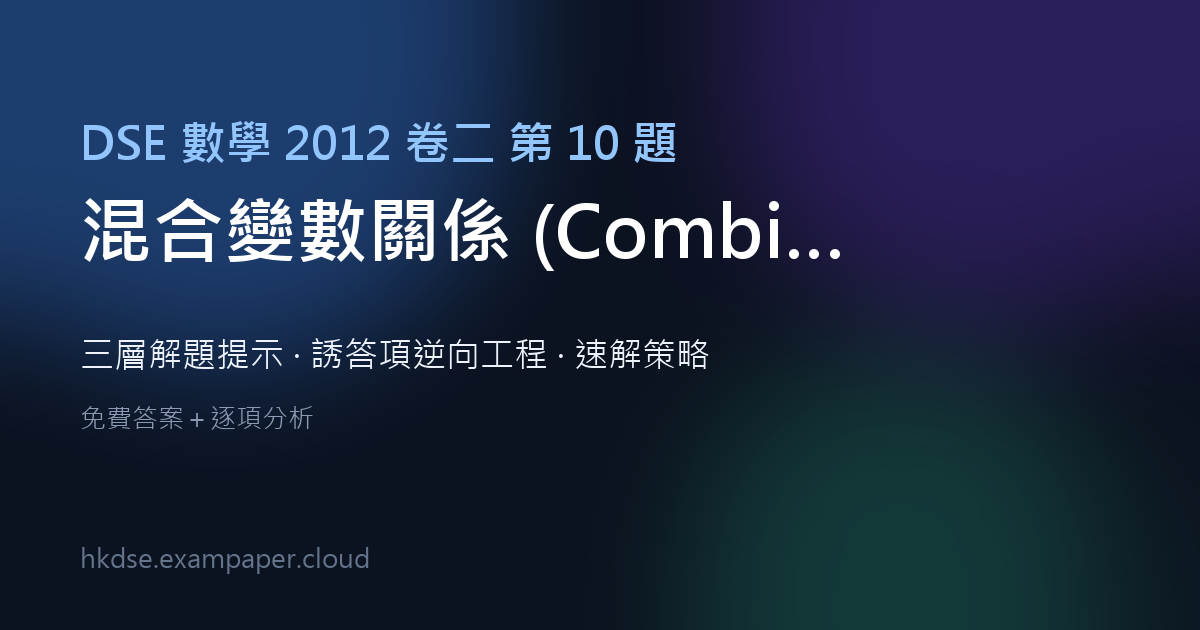 DSE 數學 2012 卷二 第 10 題
混合變數關係 (Combi...
三層解題提示 · 誘答項逆向工程 · 速解策略
免費答案 + 逐項分析
hkdse.exampaper.cloud